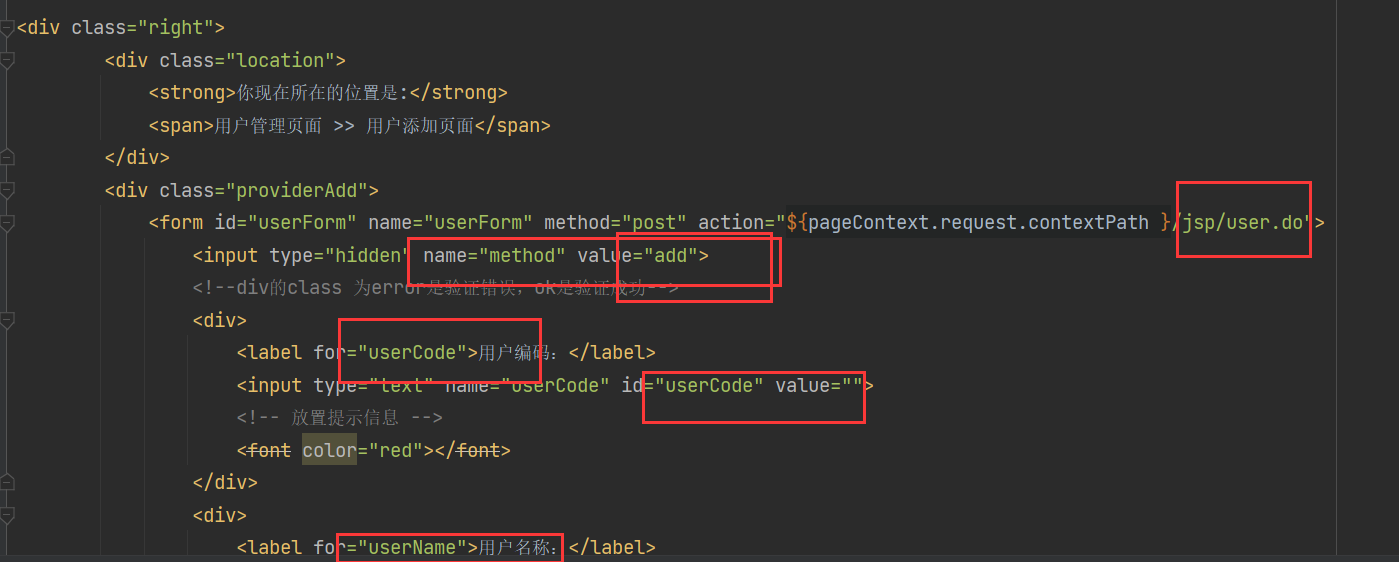 <div class="right">
<div class="location">
<strong>你现在所在的位置是:</strong>
<span>用户管理页面 >> 用户添加页面</span>
</div>
<div class="providerAdd">
<form id="userForm" name="userForm" method="post" action="${pageContext.request.contextPath }/jsp/user.do">
<input type="hidden" name="method" value="add">
<!--div的class 为error是验证错误，ok是验证成功-->
<div>
<label for="userCode">用户编码：</label>
<input type="text" name="userCode" id="userCode" value="">
<!-- 放置提示信息 -->
<font color="red"></font>
</div>
<div>
<label for="userName">用户名称：</label>